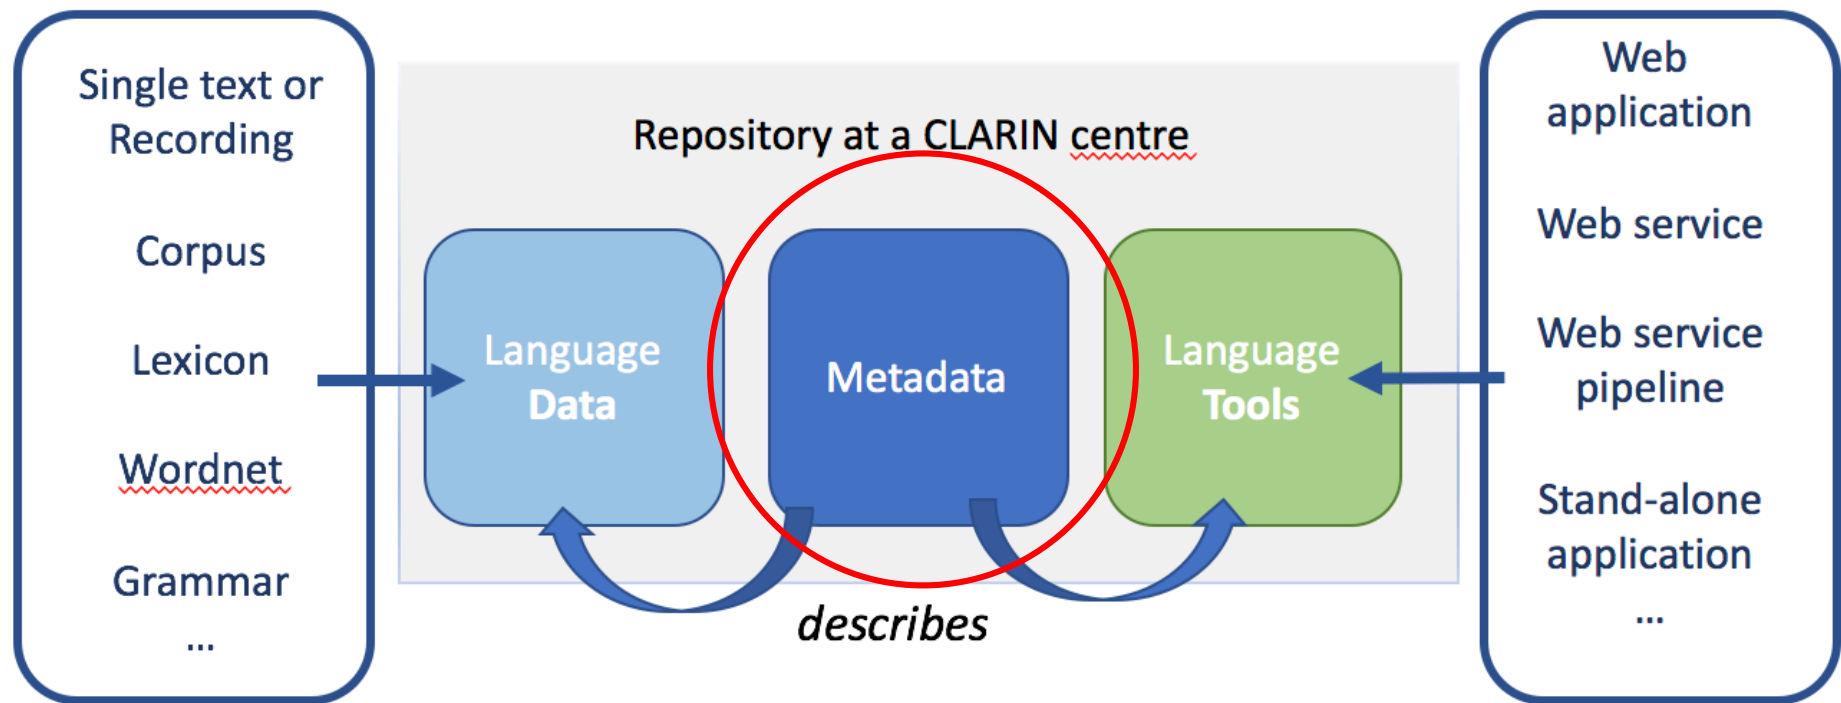 Single text or
Recording
Corpus
Lexicon
Wordnet
Grammar
...
Repository at a CLARIN centre
Language
Data
Metadata
Language
Tools
describes
Web
application
Web service
Web service
pipeline
Stand-alone
application
...